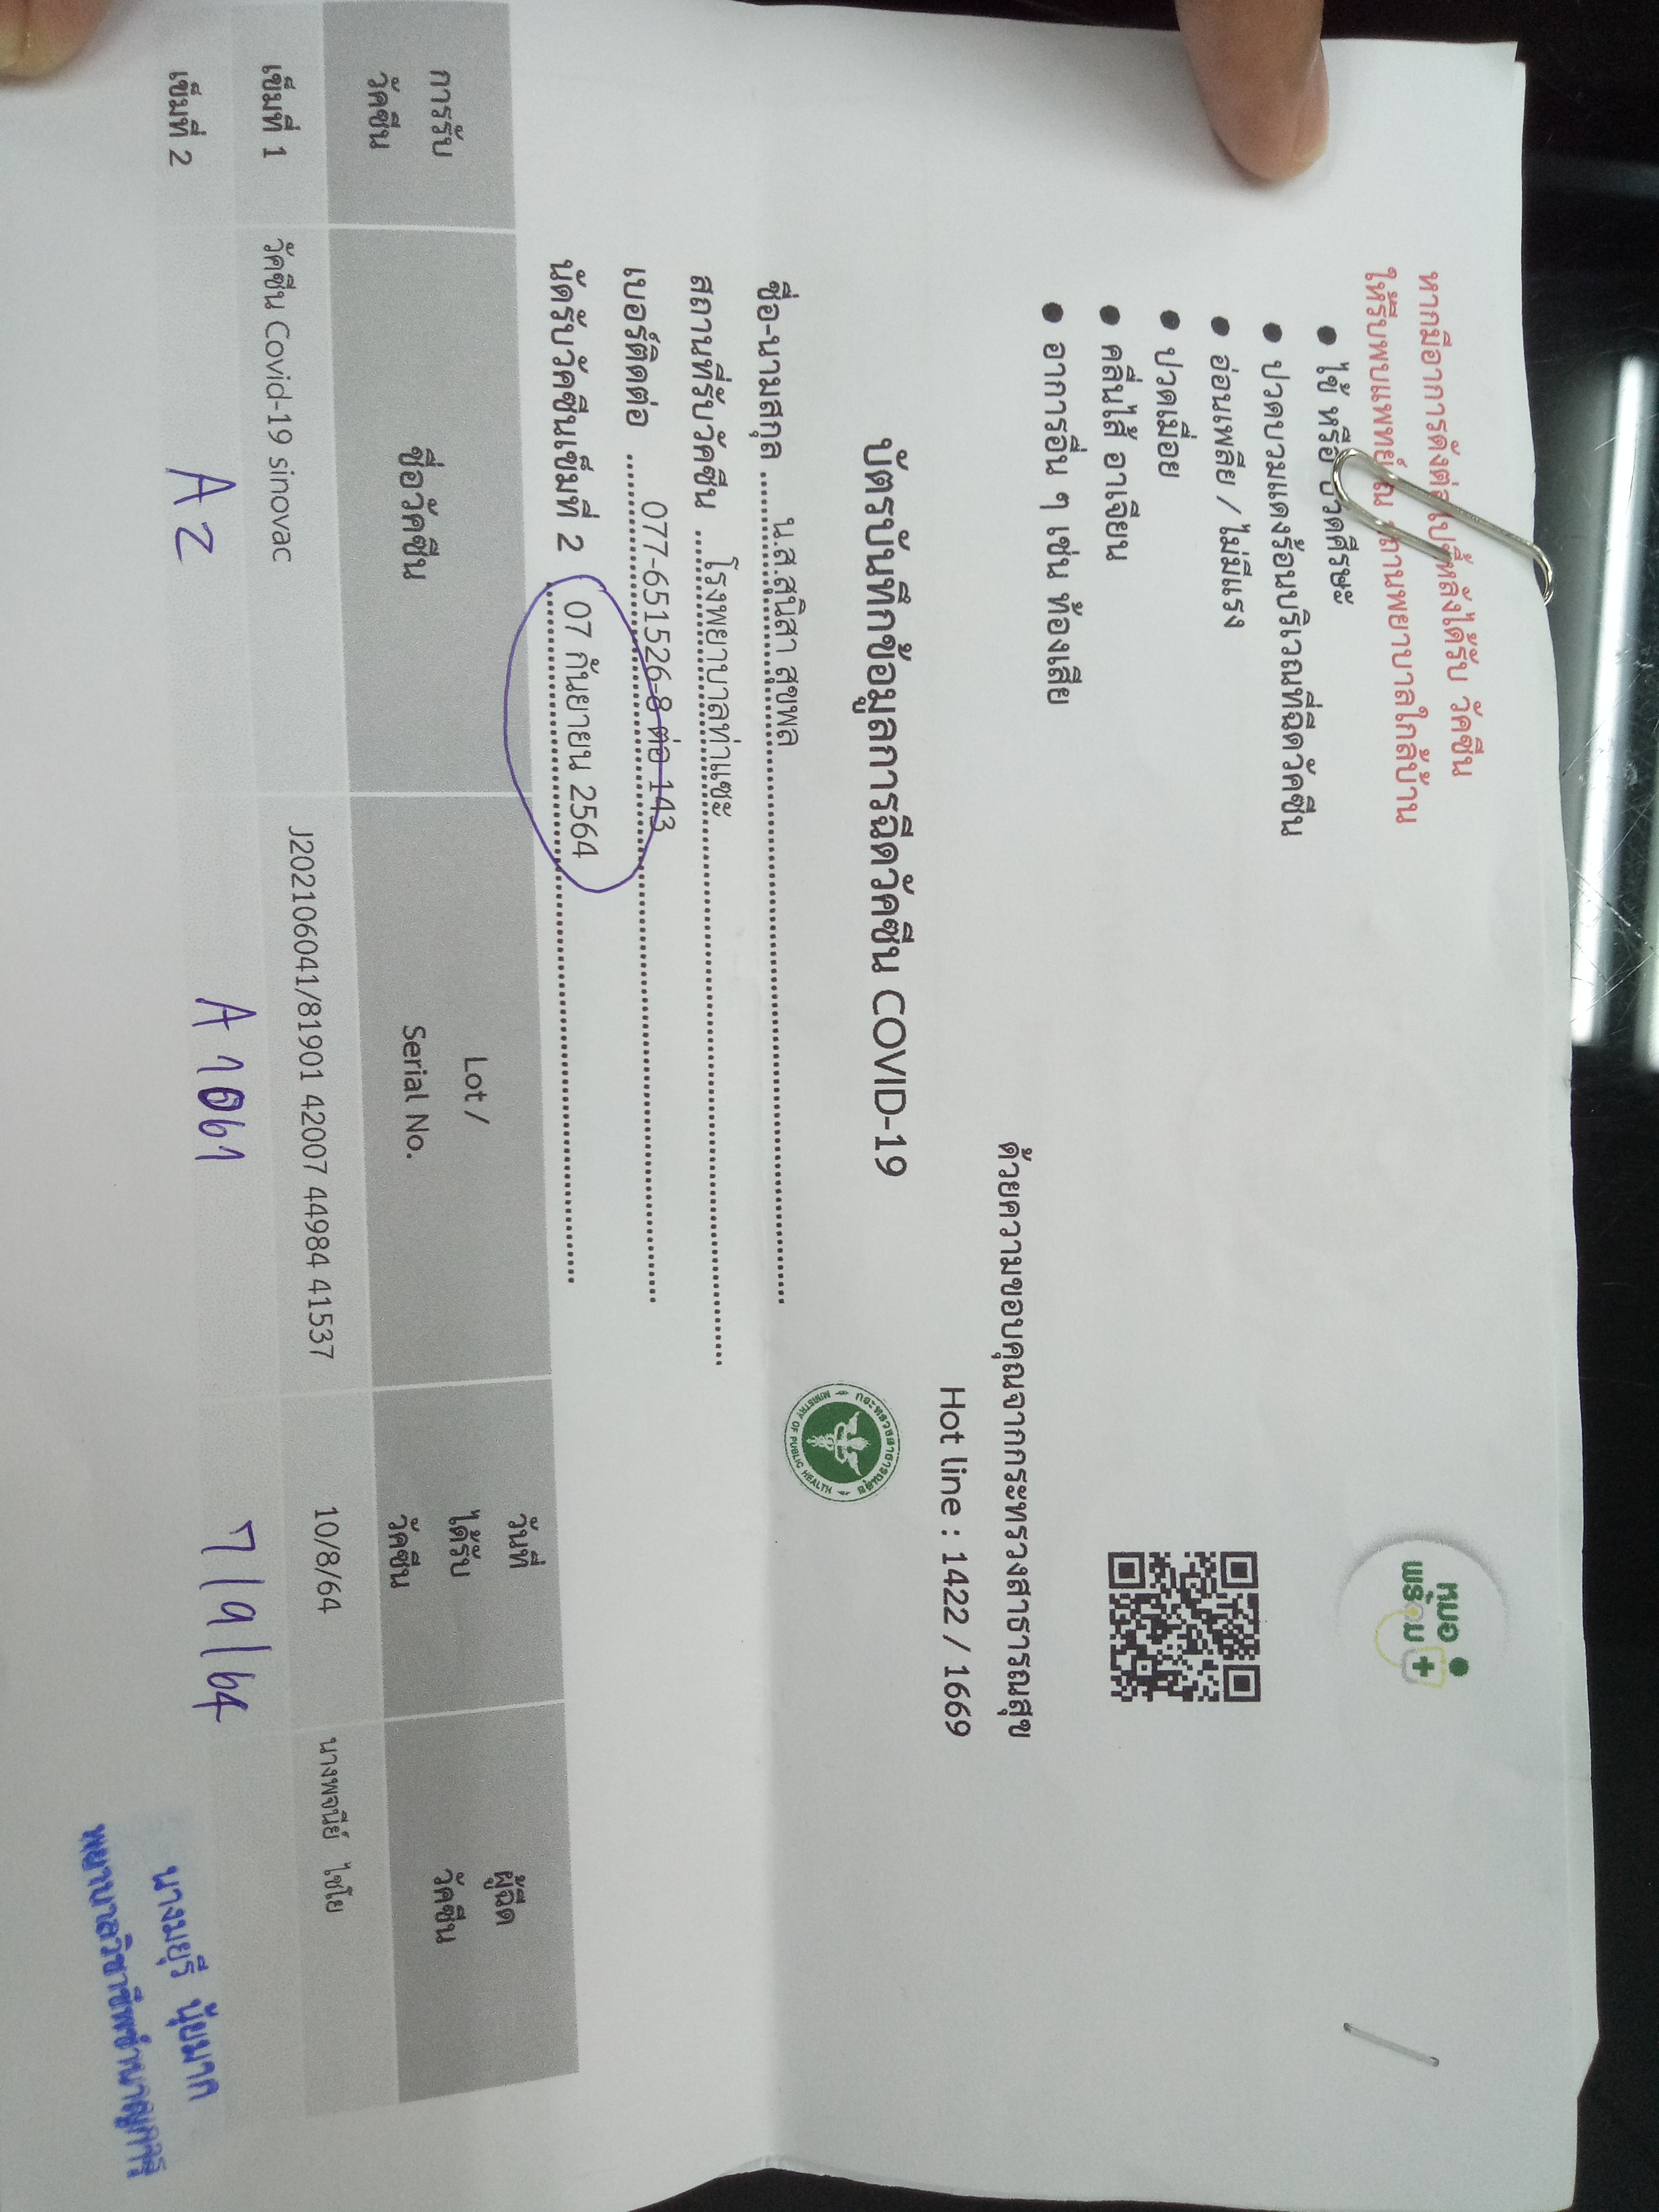 หากมีอาการดังต่อไปนี้หลังได้รับ วัคซีน
ให้รีบพบแพทย์ ณ สถานพยาบาลใกล้บ้าน
• ไข้ หรือ ปวดศีรษะ
• ปวดบวมแดงร้อนบริเวณที่ฉีดวัคซีน
• อ่อนเพลีย / ไม่มีแรง
• ปวดเมื่อย
• คลื่นไส้ อาเจียน
• อาการอื่น ๆ เช่น ท้องเสีย
หมอ
พร้อม
ด้วยความขอบคุณจากกระทรวงสาธารณสุข
Hot line : 1422 / 1669
บัตรบันทึกข้อมูลการฉีดวัคซีน COVID-19
กระทรวงสาธารณสุข
MINISTRY OF PUBLIC HEALTH
ชื่อ-นามสกุล น.ส.สุนิสา สุขพล
สถานที่รับวัคซีน โรงพยาบาลท่าแซะ
เบอร์ติดต่อ 077-651526-8 ต่อ 143
นัดรับวัคซีนเข็มที่ 2 07 กันยายน 2564
การรับวัคซีน ชื่อวัคซีน Lot / Serial No. วันที่ได้รับวัคซีน ผู้ฉีดวัคซีน
เข็มที่ 1 วัคซีน Covid-19 sinovac J202106041/81901 42007 44984 41537 10/8/64 นางพจนีย์ ไชโย
เข็มที่ 2 AZ A1061 7/9/64
นางมยุรี นุ้ยมาก
พยาบาลวิชาชีพชำนาญการ